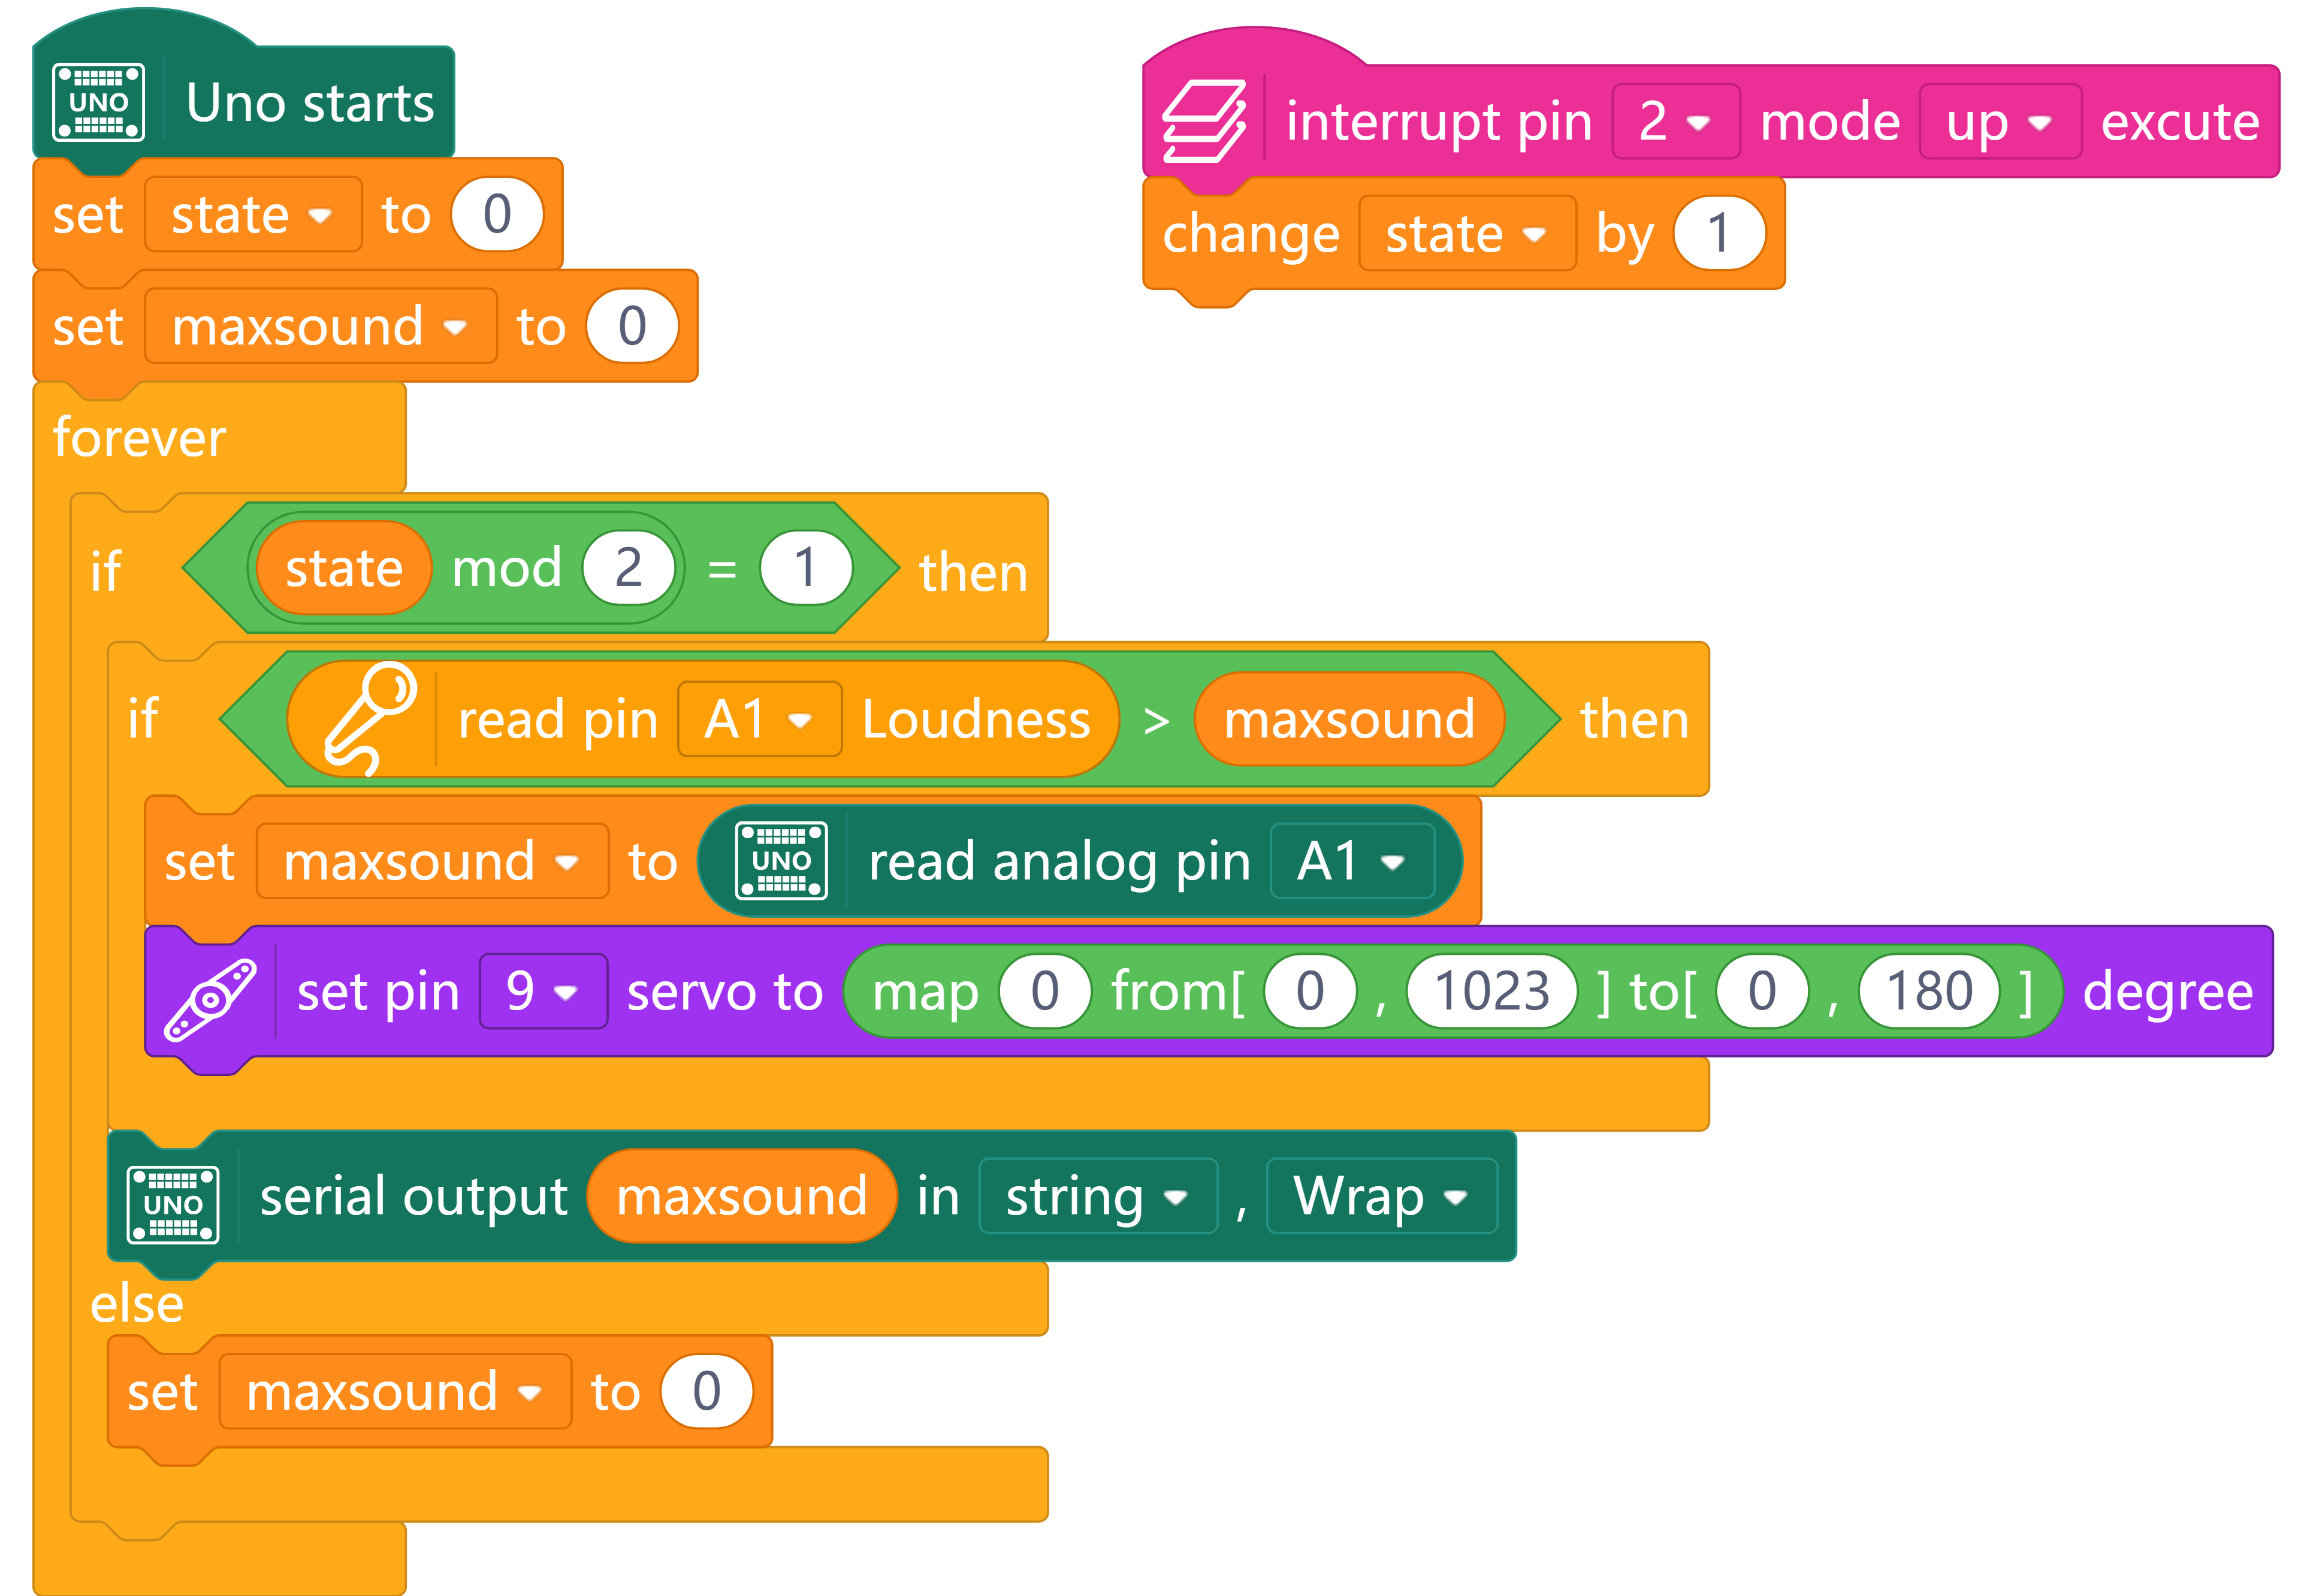 UNO Uno starts
set state to 0
set maxsound to 0
forever
if state mod 2 = 1 then
if read pin A1 Loudness > maxsound then
set maxsound to UNO read analog pin A1
set pin 9 servo to map 0 from[ 0 , 1023 ] to[ 0 , 180 ] degree
UNO serial output maxsound in string , Wrap
else
set maxsound to 0
interrupt pin 2 mode up excute
change state by 1